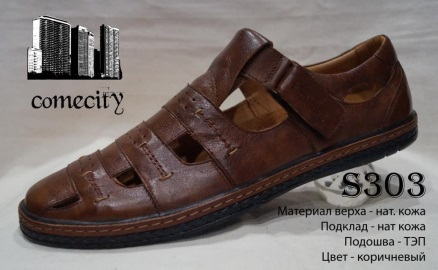 comecity
S303
Материал верха - нат. кожа
Подклад - нат кожа
Подошва - ТЭП
Цвет - коричневый